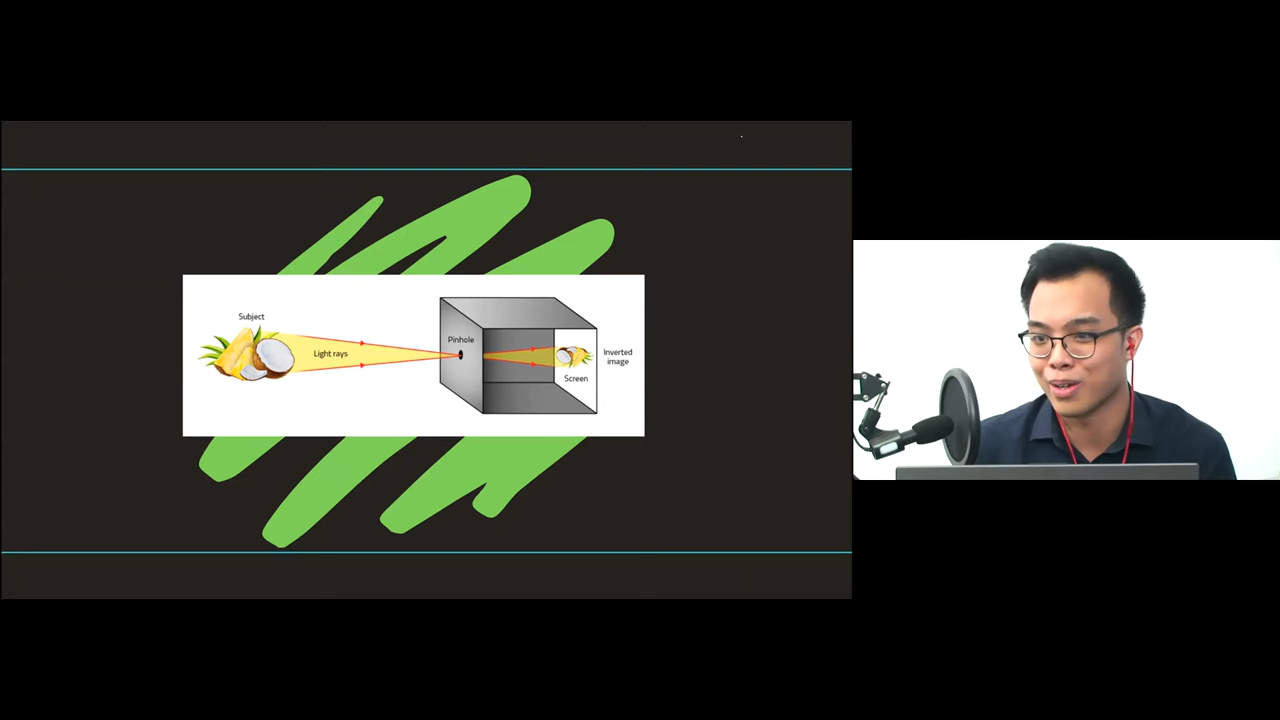 Subject
Light rays
Pinhole
Inverted
image
Screen